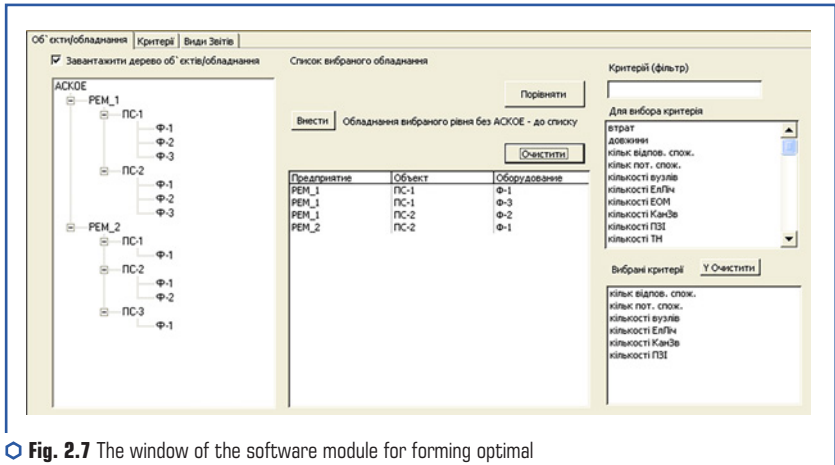 Об`єкти/обладнання Критерії Види Звітів
Завантажити дерево об`єктів/обладнання
АСКОЕ
РЕМ_1
ПС-1
Ф-1
Ф-2
Ф-3
ПС-2
Ф-1
Ф-2
Ф-3
РЕМ_2
ПС-1
Ф-1
ПС-2
Ф-1
Ф-2
ПС-3
Ф-1
Список вибраного обладнання
Порівняти
Внести Обладнання вибраного рівня без АСКОЕ - до списку
Очистити
Предприятие Объект Оборудование
РЕМ_1 ПС-1 Ф-1
РЕМ_1 ПС-1 Ф-3
РЕМ_1 ПС-2 Ф-2
РЕМ_2 ПС-2 Ф-1
Критерій (фільтр)
Для вибора критерія
втрат
довжини
кільк відпов. спож.
кільк пот. спож.
кількості вузлів
кількості ЕлЛіч
кількості ЕОМ
кількості КанЗв
кількості ПЗІ
кількості ТН
Вибрані критерії Y Очистити
кільк відпов. спож.
кільк пот. спож.
кількості вузлів
кількості ЕлЛіч
кількості КанЗв
кількості ПЗІ
Fig. 2.7 The window of the software module for forming optimal